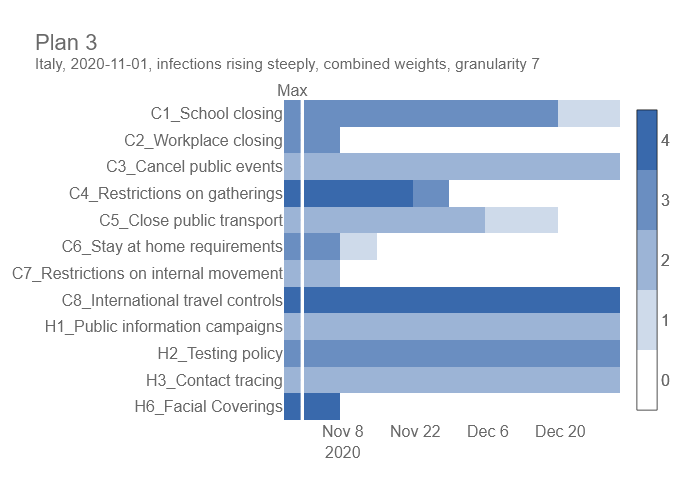 Plan 3
Italy, 2020-11-01, infections rising steeply, combined weights, granularity 7
Max
C1_School closing
C2_Workplace closing
C3_Cancel public events
C4_Restrictions on gatherings
C5_Close public transport
C6_Stay at home requirements
C7_Restrictions on internal movement
C8_International travel controls
H1_Public information campaigns
H2_Testing policy
H3_Contact tracing
H6_Facial Coverings
Nov 8 Nov 22 Dec 6 Dec 20
2020
4
3
2
1
0